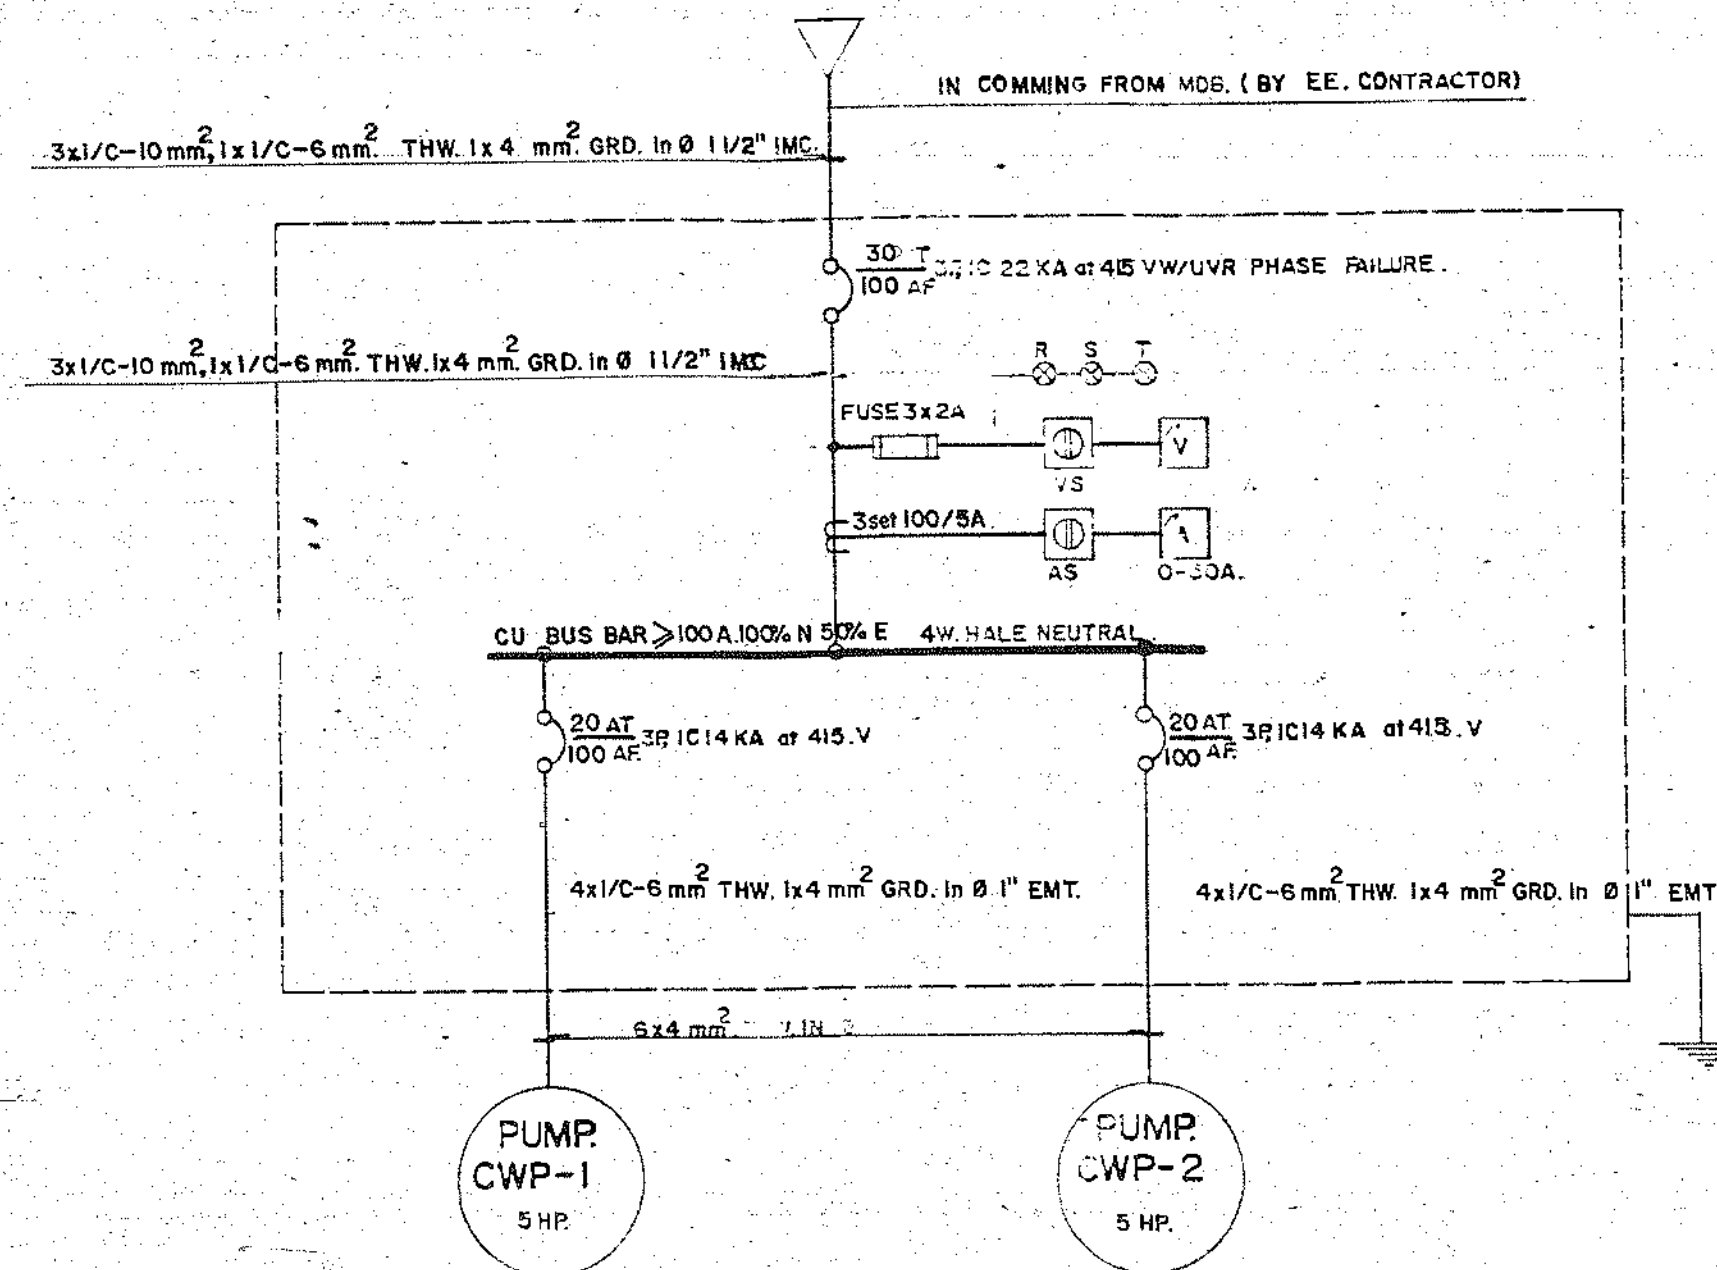 IN COMMING FROM MDB. (BY EE. CONTRACTOR)
3x1/C-10 mm², 1x1/C-6 mm². THW. 1x4 mm². GRD. In Ø 1 1/2" IMC.
30 T
100 AF
3P, IC 22 KA at 415 VW/UVR PHASE FAILURE.
3x1/C-10 mm², 1x1/C-6 mm². THW. 1x4 mm². GRD. in Ø 1 1/2" IMC
R S T
FUSE 3x2A
V
VS
3set 100/5A.
A
AS
CU BUS BAR ⩾100 A.100% N 50% E 4W. HALE NEUTRAL
20 AT
100 AF.
3P, IC14 KA at 415.V
20 AT
100 AF.
3P, IC14 KA at 415.V
4x1/C-6 mm² THW. 1x4 mm² GRD. In Ø 1" EMT.
4x1/C-6 mm² THW. 1x4 mm² GRD. In Ø 1" EMT
6x4 mm²
PUMP.
CWP-1
5 HP.
PUMP.
CWP-2
5 HP.